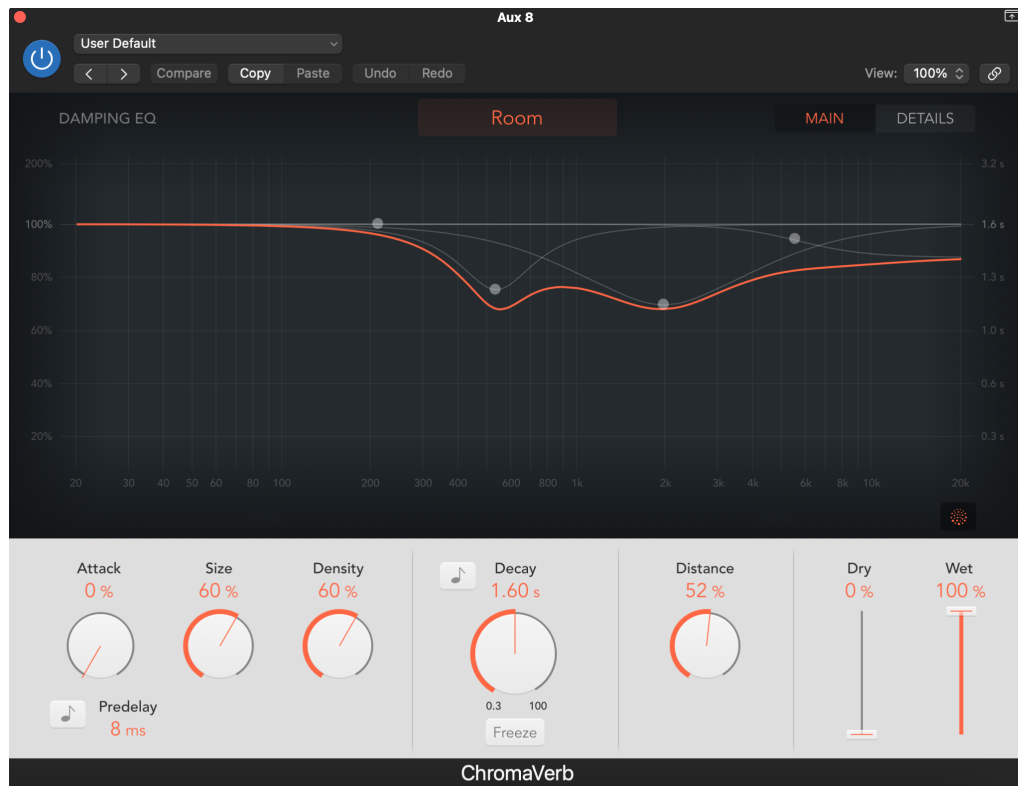 Aux 8
User Default
Compare Copy Paste Undo Redo View: 100%
DAMPING EQ Room MAIN DETAILS
200% 3.2 s
100% 1.6 s
80% 1.3 s
60% 1.0 s
40% 0.6 s
20% 0.3 s
20 30 40 50 60 80 100 200 300 400 600 800 1k 2k 3k 4k 6k 8k 10k 20k
Attack Size Density Decay Distance Dry Wet
0 % 60 % 60 % 1.60 s 52 % 0 % 100 %
0.3 100
Predelay
8 ms
Freeze
ChromaVerb